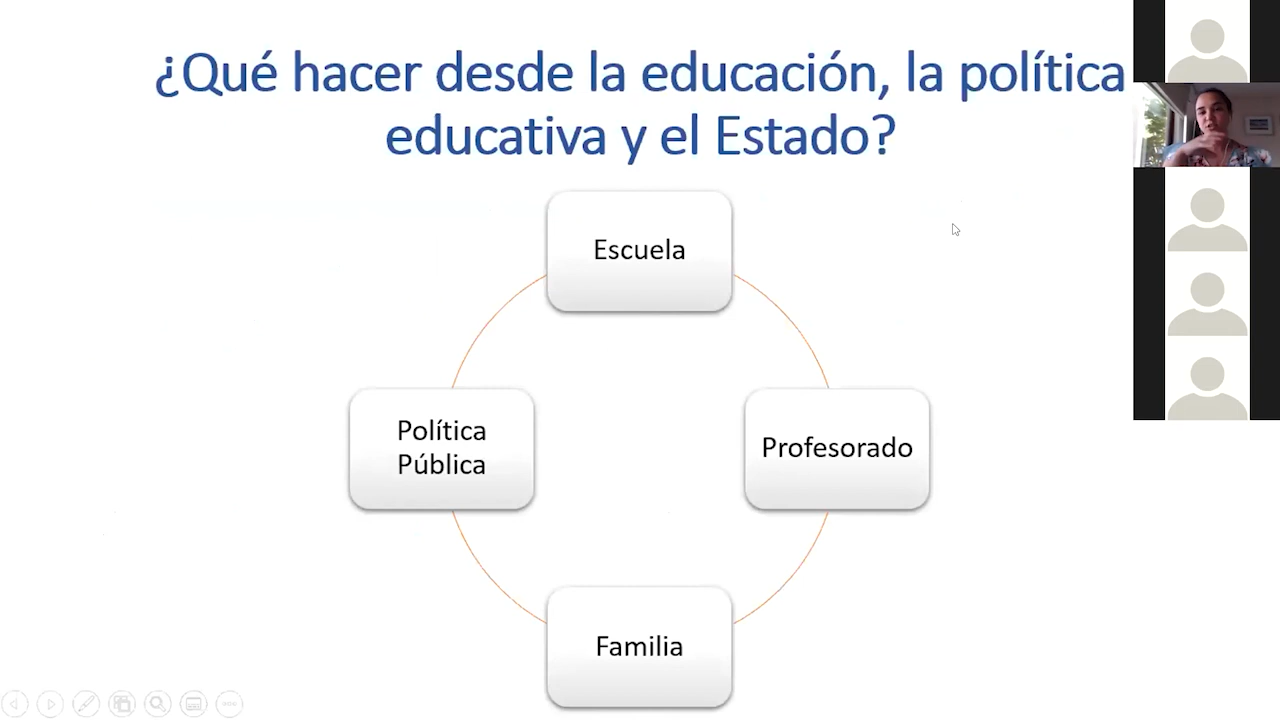 ¿Qué hacer desde la educación, la política
educativa y el Estado?
Escuela
Política
Pública
Profesorado
Familia